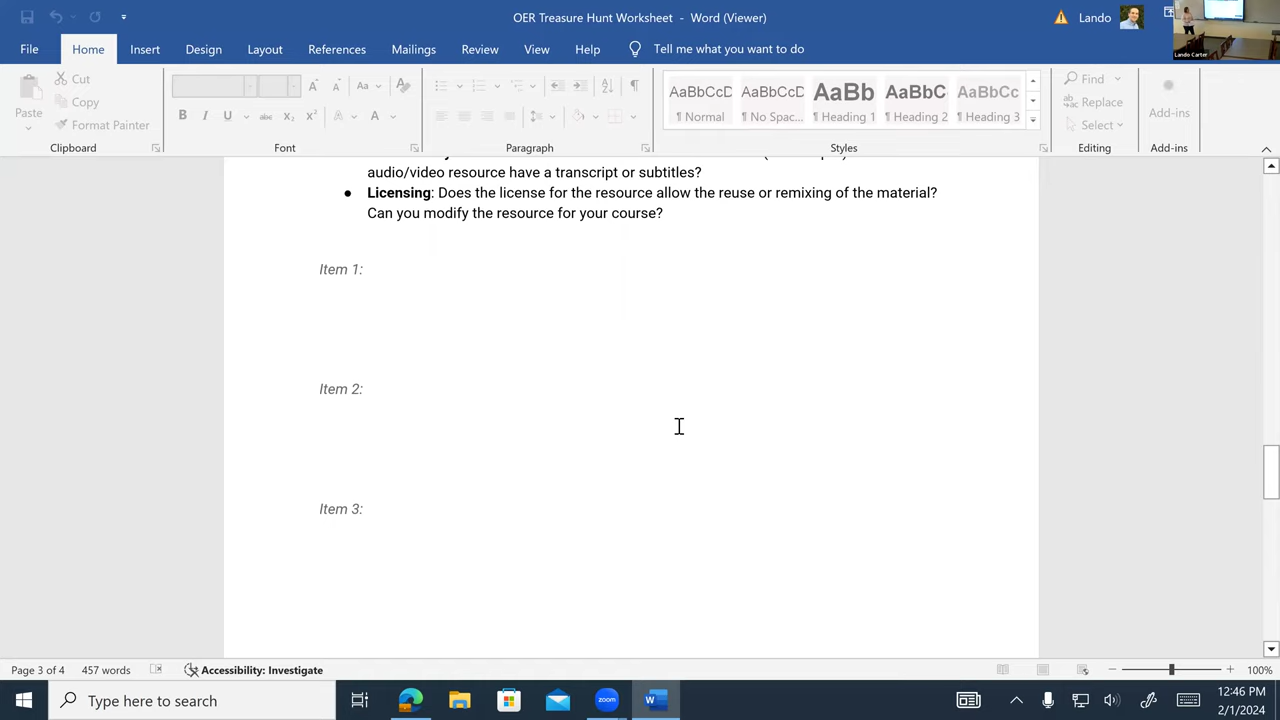 OER Treasure Hunt Worksheet - Word (Viewer)
Lando
Lando Carter
File Home Insert Design Layout References Mailings Review View Help Tell me what you want to do
Paste
Cut
Copy
Format Painter
Clipboard
Font
Paragraph
AaBbCcD AaBbCcD AaBb AaBbC AaBbCc
¶ Normal ¶ No Spac... ¶ Heading 1 ¶ Heading 2 ¶ Heading 3
Styles
Find
Replace
Select
Editing
Add-ins
Add-ins
audio/video resource have a transcript or subtitles?
● Licensing: Does the license for the resource allow the reuse or remixing of the material?
Can you modify the resource for your course?
Item 1:
Item 2:
Item 3:
Page 3 of 4 457 words Accessibility: Investigate 100%
Type here to search
zoom
12:46 PM
2/1/2024